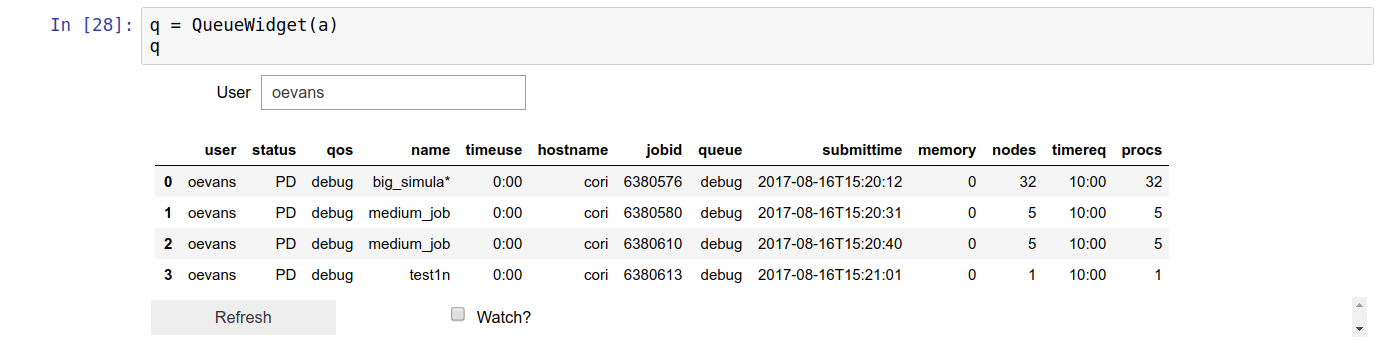 In [28]: q = QueueWidget(a)
q
User oevans
user status qos name timeuse hostname jobid queue submittime memory nodes timereq procs
0 oevans PD debug big_simula* 0:00 cori 6380576 debug 2017-08-16T15:20:12 0 32 10:00 32
1 oevans PD debug medium_job 0:00 cori 6380580 debug 2017-08-16T15:20:31 0 5 10:00 5
2 oevans PD debug medium_job 0:00 cori 6380610 debug 2017-08-16T15:20:40 0 5 10:00 5
3 oevans PD debug test1n 0:00 cori 6380613 debug 2017-08-16T15:21:01 0 1 10:00 1
Refresh Watch?